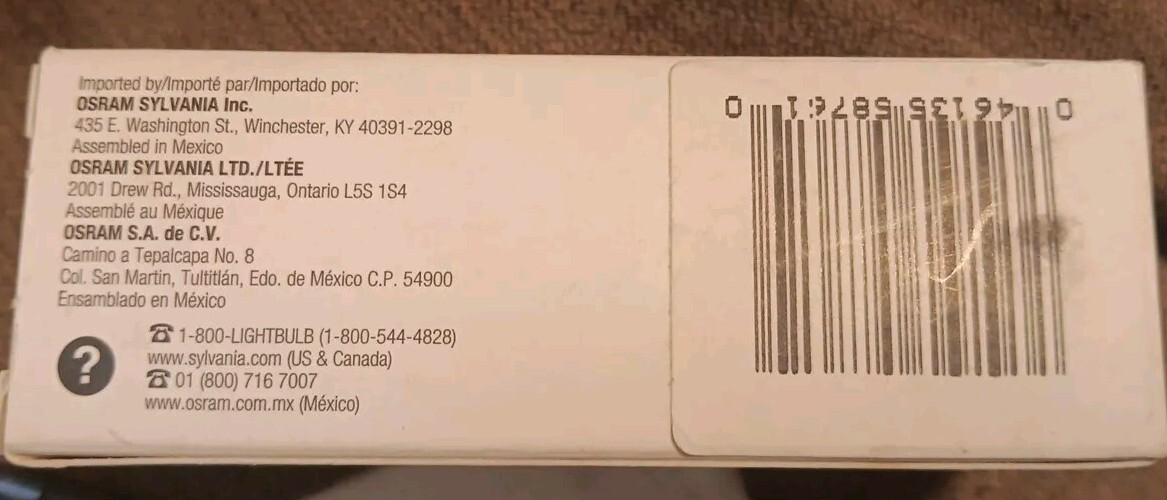 Imported by/Importé par/Importado por:
OSRAM SYLVANIA Inc.
435 E. Washington St., Winchester, KY 40391-2298
Assembled in Mexico
OSRAM SYLVANIA LTD./LTÉE
2001 Drew Rd., Mississauga, Ontario L5S 1S4
Assemblé au Méxique
OSRAM S.A. de C.V.
Camino a Tepalcapa No. 8
Col. San Martin, Tultitlán, Edo. de México C.P. 54900
Ensamblado en México
? ☎ 1-800-LIGHTBULB (1-800-544-4828)
www.sylvania.com (US & Canada)
☎ 01 (800) 716 7007
www.osram.com.mx (México)
0 46135 58761 0